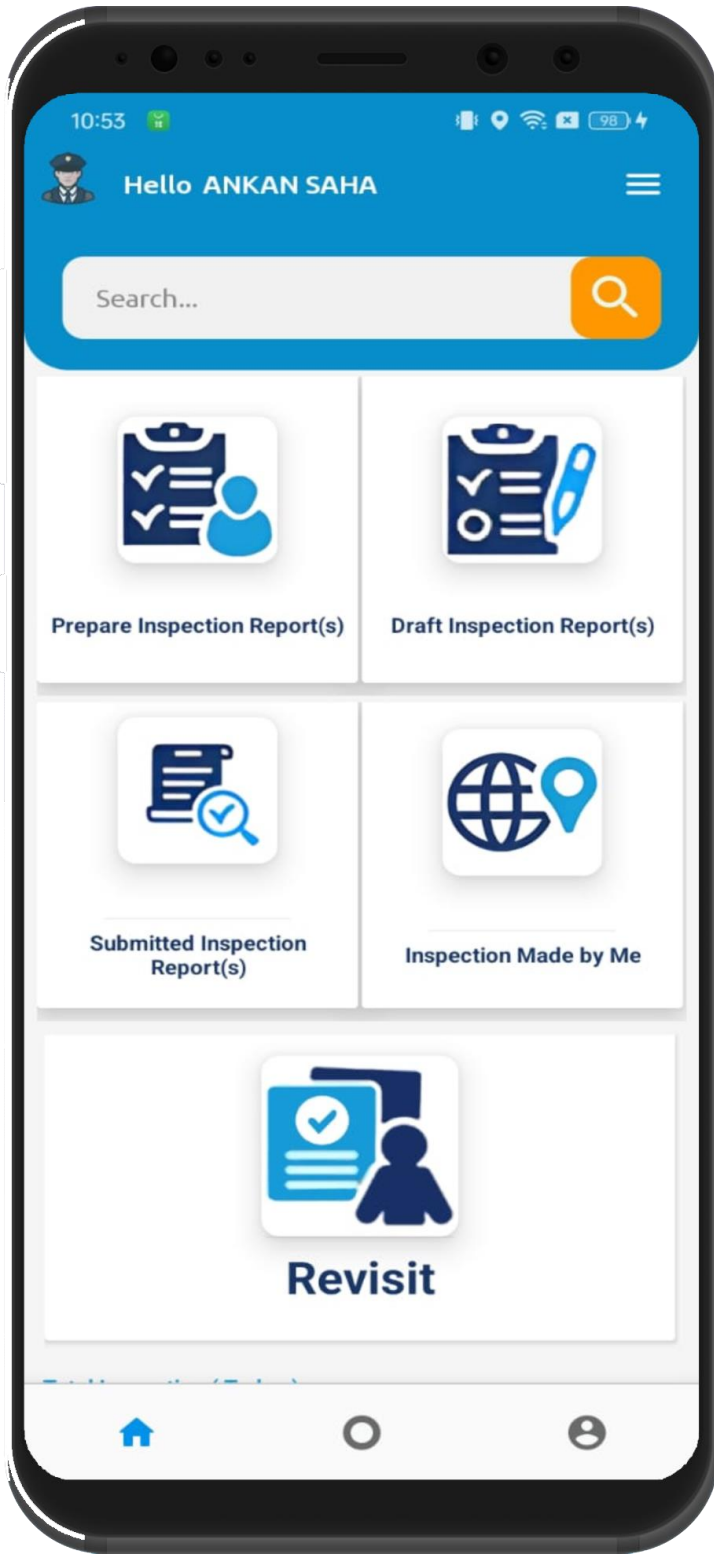 10:53
98
Hello ANKAN SAHA
Search...
Prepare Inspection Report(s)
Draft Inspection Report(s)
Submitted Inspection
Report(s)
Inspection Made by Me
Revisit